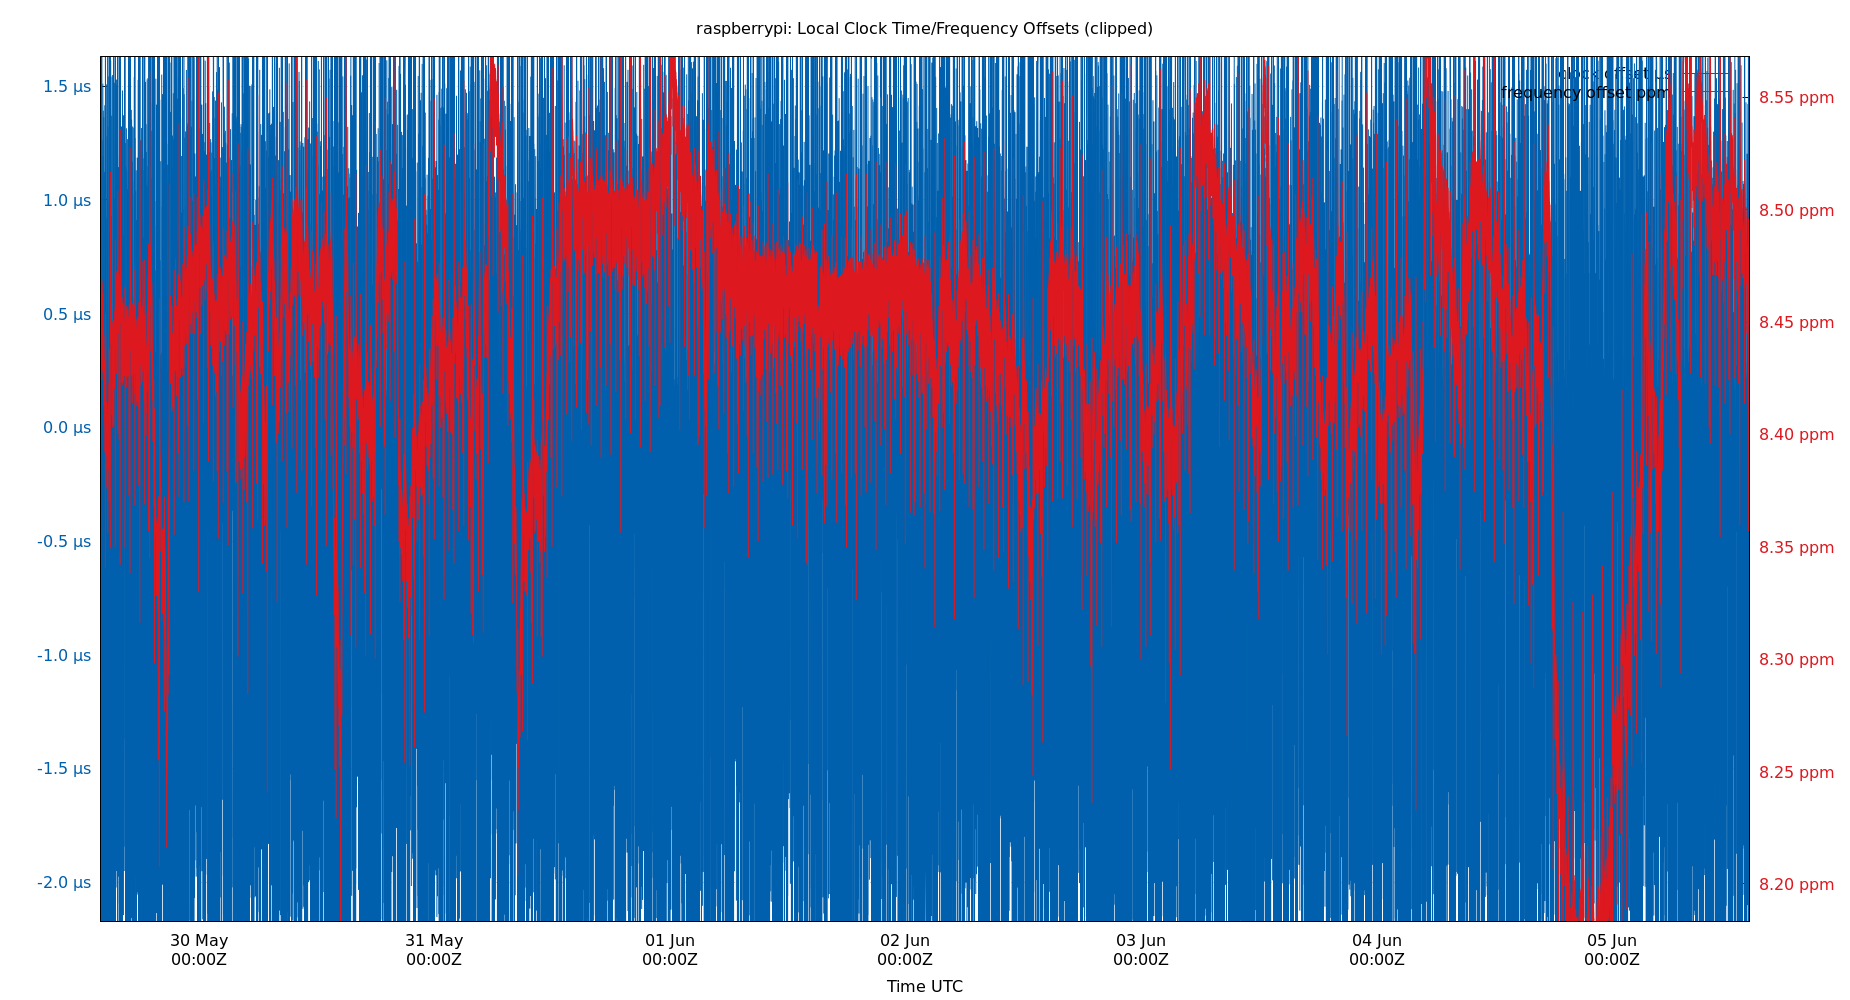 raspberrypi: Local Clock Time/Frequency Offsets (clipped)
clock offset µs
frequency offset ppm
1.5 µs
1.0 µs
0.5 µs
0.0 µs
-0.5 µs
-1.0 µs
-1.5 µs
-2.0 µs
8.55 ppm
8.50 ppm
8.45 ppm
8.40 ppm
8.35 ppm
8.30 ppm
8.25 ppm
8.20 ppm
30 May 31 May 01 Jun 02 Jun 03 Jun 04 Jun 05 Jun
00:00Z 00:00Z 00:00Z 00:00Z 00:00Z 00:00Z 00:00Z
Time UTC